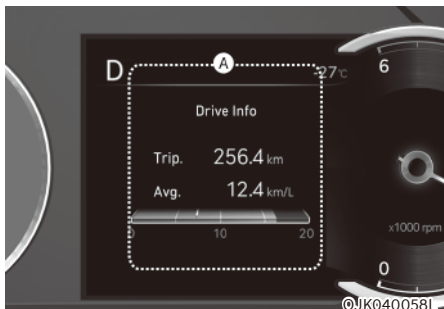 A
D
-27°C
6
Drive Info
Trip. 256.4 km
Avg. 12.4 km/L
0 10 20
x1000 rpm
0
OJK040058L